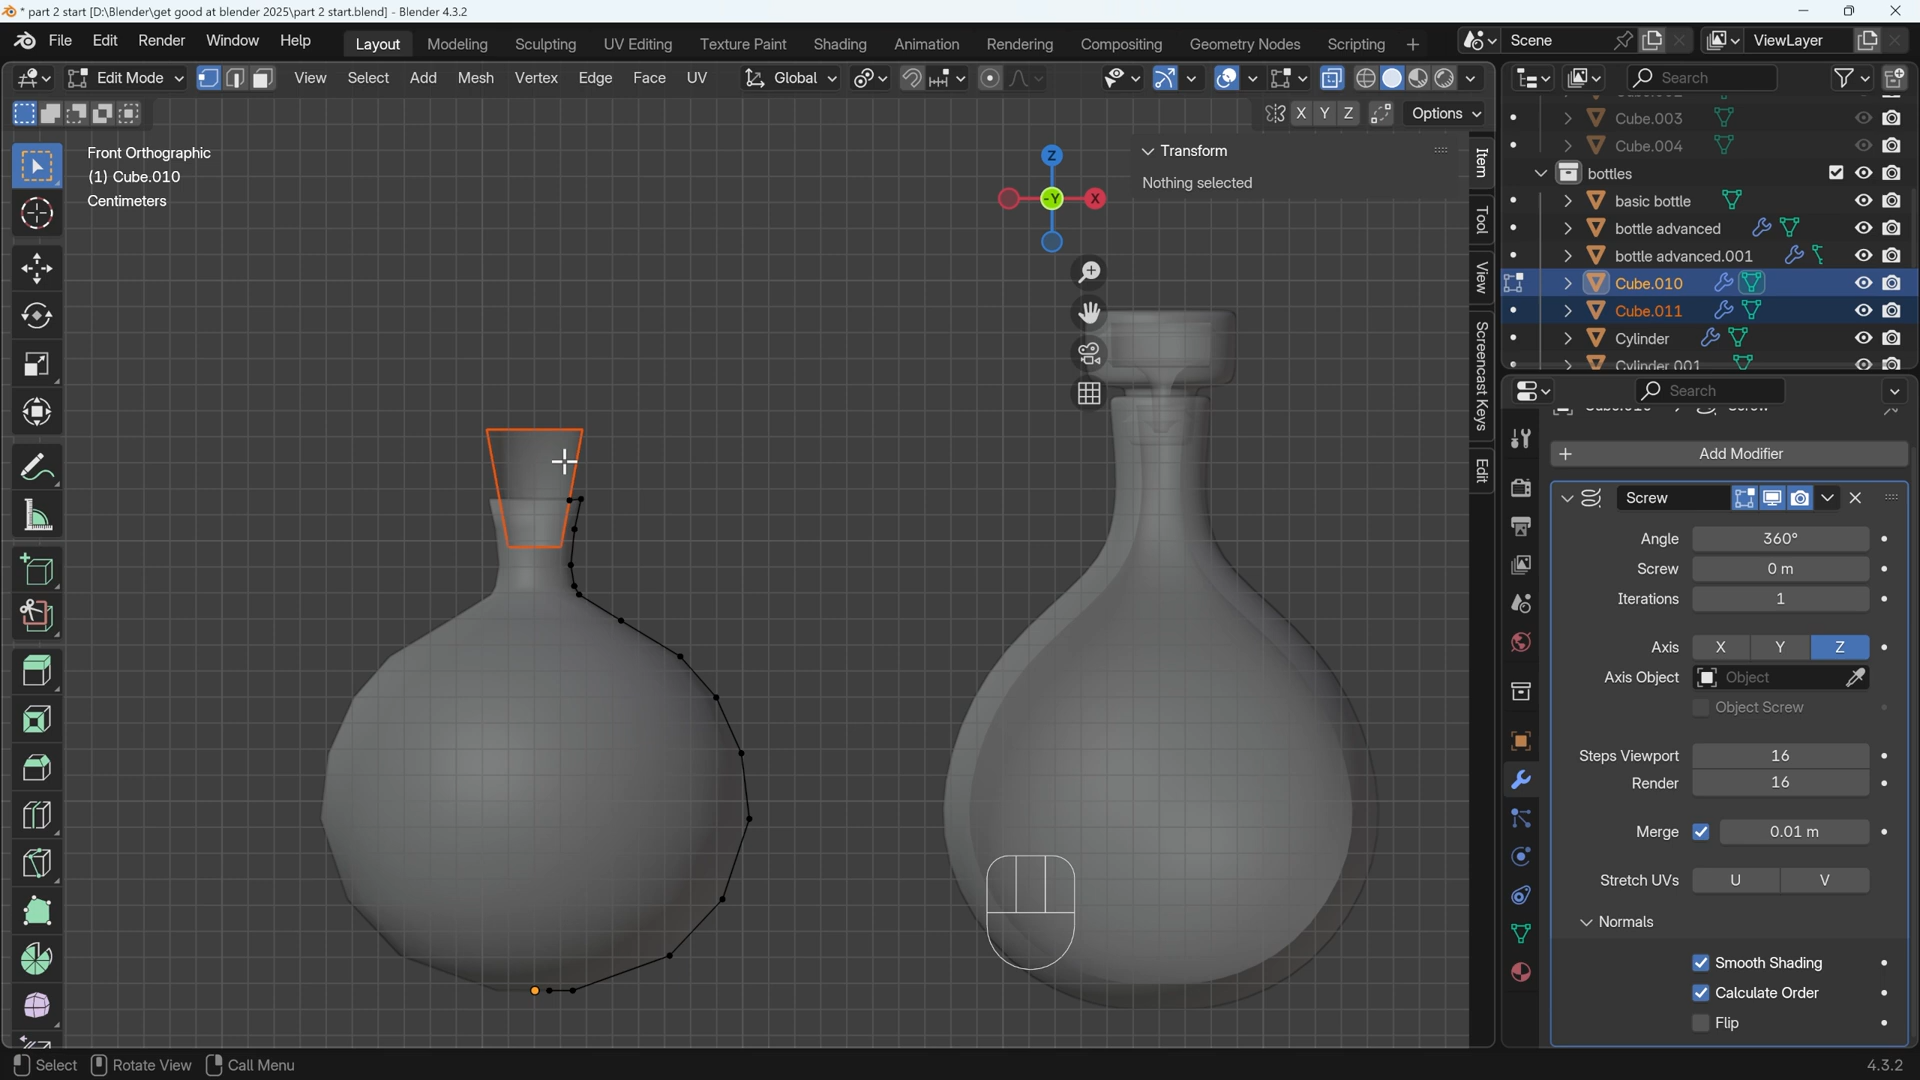 * part 2 start [D:\Blender\get good at blender 2025\part 2 start.blend] - Blender 4.3.2
File Edit Render Window Help
Layout Modeling Sculpting UV Editing Texture Paint Shading Animation Rendering Compositing Geometry Nodes Scripting +
Scene
ViewLayer
Edit Mode View Select Add Mesh Vertex Edge Face UV
Global
Search
X Y Z
Options
Front Orthographic
(1) Cube.010
Centimeters
Z
-Y
X
Transform
Nothing selected
Item
Tool
View
Screencast Keys
Edit
Cube.003
Cube.004
bottles
basic bottle
bottle advanced
bottle advanced.001
Cube.010
Cube.011
Cylinder
Cylinder.001
Search
Add Modifier
Screw
Angle 360°
Screw 0 m
Iterations 1
Axis X Y Z
Axis Object Object
Object Screw
Steps Viewport 16
Render 16
Merge 0.01 m
Stretch UVs U V
Normals
Smooth Shading
Calculate Order
Flip
Select Rotate View Call Menu
4.3.2